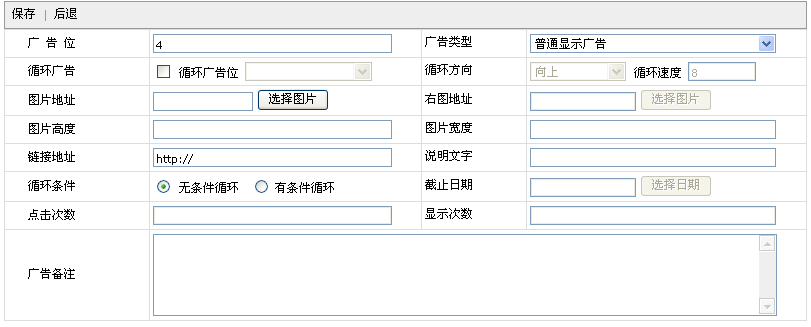 保存 | 后退
广 告 位 4 广告类型 普通显示广告
循环广告 循环广告位 循环方向 向上 循环速度 8
图片地址 选择图片 右图地址 选择图片
图片高度 图片宽度
链接地址 http:// 说明文字
循环条件 无条件循环 有条件循环 截止日期 选择日期
点击次数 显示次数
广告备注